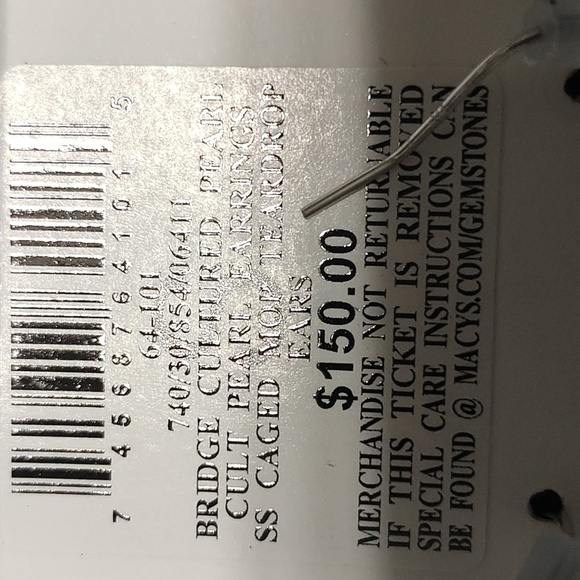 7 45687 64101 5
64-101
740/30/854/06411
BRIDGE CULTURED PEARL
CULT PEARL EARRINGS
SS CAGED MOP TEARDROP
EARS
$150.00
MERCHANDISE NOT RETURNABLE
IF THIS TICKET IS REMOVED
SPECIAL CARE INSTRUCTIONS CAN
BE FOUND @ MACYS.COM/GEMSTONES